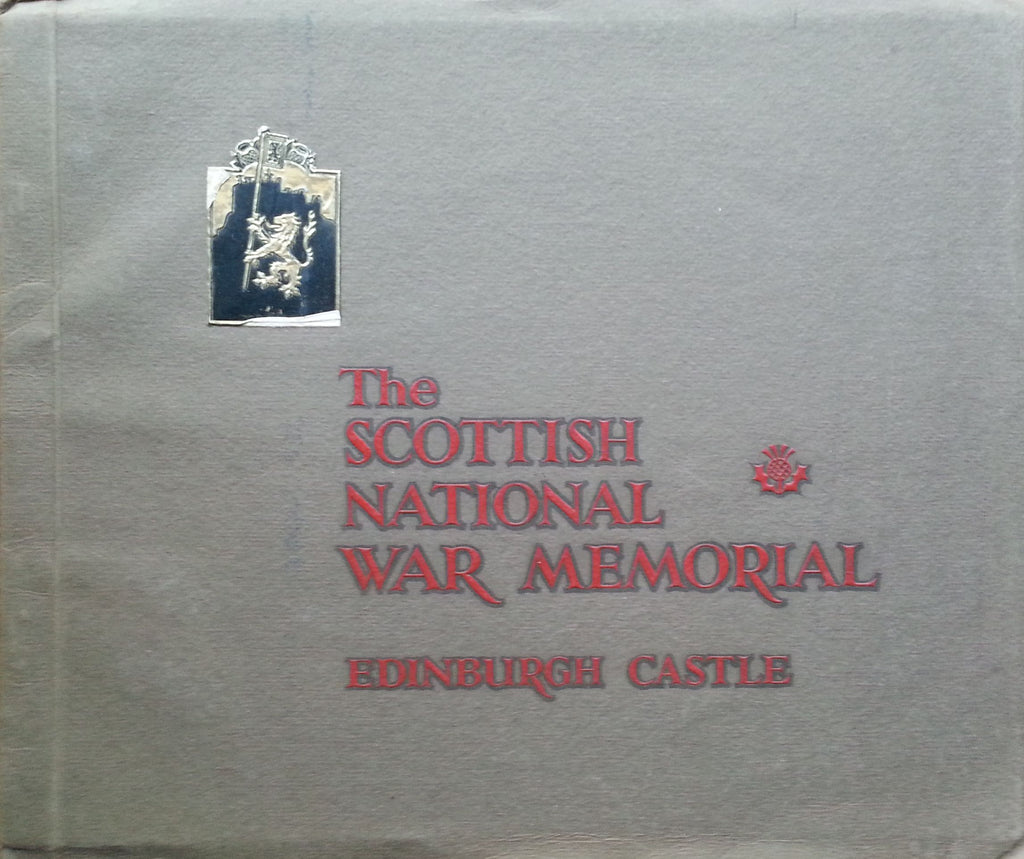 The
SCOTTISH
NATIONAL
WAR MEMORIAL
EDINBURGH CASTLE